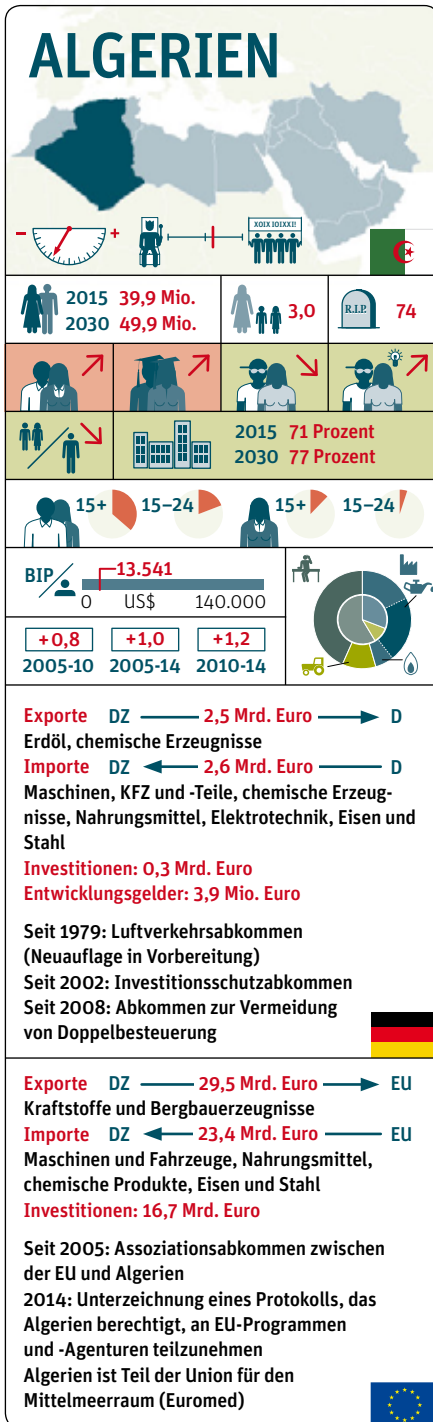 ALGERIEN
– +
XOIX IOIXXI!
2015 39,9 Mio.
2030 49,9 Mio.
3,0
R.I.P.
74
2015 71 Prozent
2030 77 Prozent
15+ 15–24
15+ 15–24
BIP/
13.541
0 US$ 140.000
+0,8 +1,0 +1,2
2005-10 2005-14 2010-14
Exporte DZ 2,5 Mrd. Euro D
Erdöl, chemische Erzeugnisse
Importe DZ 2,6 Mrd. Euro D
Maschinen, KFZ und -Teile, chemische Erzeug-
nisse, Nahrungsmittel, Elektrotechnik, Eisen und
Stahl
Investitionen: 0,3 Mrd. Euro
Entwicklungsgelder: 3,9 Mio. Euro
Seit 1979: Luftverkehrsabkommen
(Neuauflage in Vorbereitung)
Seit 2002: Investitionsschutzabkommen
Seit 2008: Abkommen zur Vermeidung
von Doppelbesteuerung
Exporte DZ 29,5 Mrd. Euro EU
Kraftstoffe und Bergbauerzeugnisse
Importe DZ 23,4 Mrd. Euro EU
Maschinen und Fahrzeuge, Nahrungsmittel,
chemische Produkte, Eisen und Stahl
Investitionen: 16,7 Mrd. Euro
Seit 2005: Assoziationsabkommen zwischen
der EU und Algerien
2014: Unterzeichnung eines Protokolls, das
Algerien berechtigt, an EU-Programmen
und -Agenturen teilzunehmen
Algerien ist Teil der Union für den
Mittelmeerraum (Euromed)